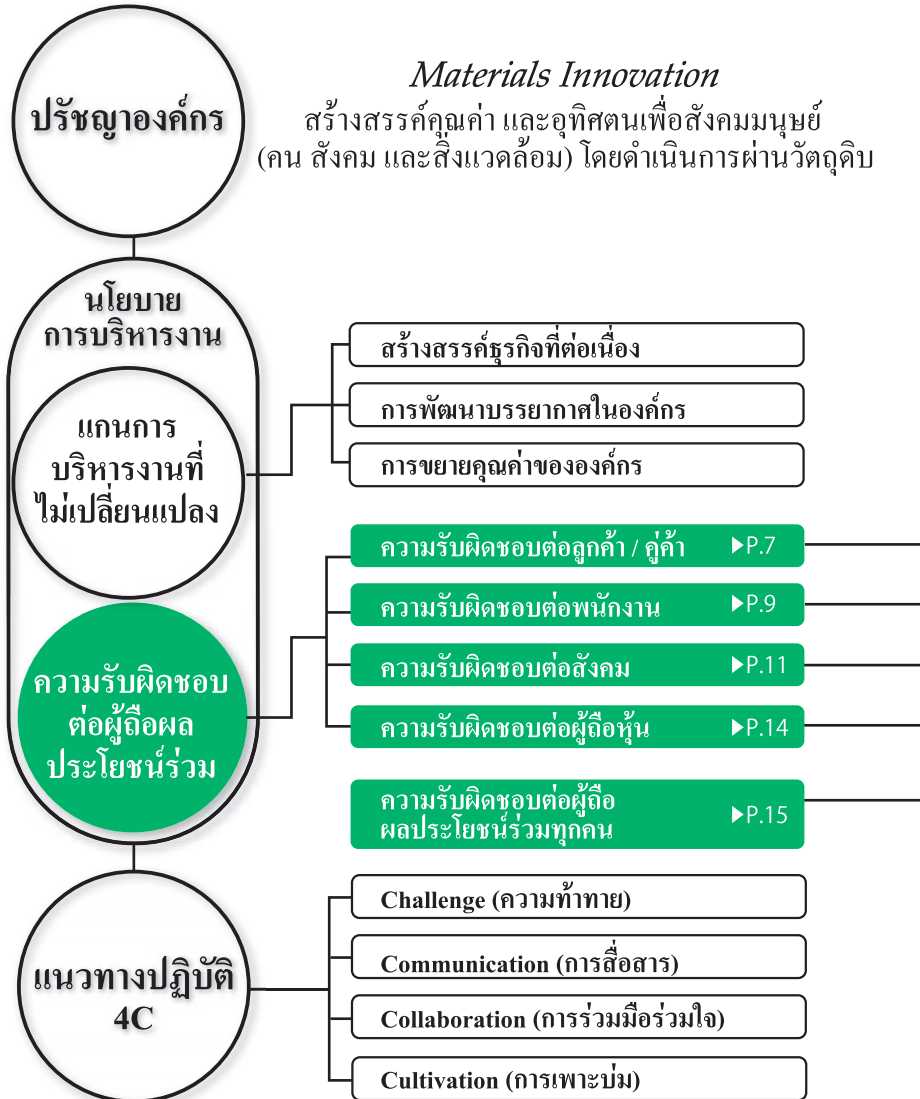 ปรัชญาองค์กร
Materials Innovation
สร้างสรรค์คุณค่า และอุทิศตนเพื่อสังคมมนุษย์
(คน สังคม และสิ่งแวดล้อม) โดยดำเนินการผ่านวัตถุดิบ
นโยบาย
การบริหารงาน
แกนการ
บริหารงานที่
ไม่เปลี่ยนแปลง
สร้างสรรค์ธุรกิจที่ต่อเนื่อง
การพัฒนาบรรยากาศในองค์กร
การขยายคุณค่าขององค์กร
ความรับผิดชอบ
ต่อผู้ถือผล
ประโยชน์ร่วม
ความรับผิดชอบต่อลูกค้า / คู่ค้า ▶P.7
ความรับผิดชอบต่อพนักงาน ▶P.9
ความรับผิดชอบต่อสังคม ▶P.11
ความรับผิดชอบต่อผู้ถือหุ้น ▶P.14
ความรับผิดชอบต่อผู้ถือ
ผลประโยชน์ร่วมทุกคน ▶P.15
แนวทางปฏิบัติ
4C
Challenge (ความท้าทาย)
Communication (การสื่อสาร)
Collaboration (การร่วมมือร่วมใจ)
Cultivation (การเพาะบ่ม)